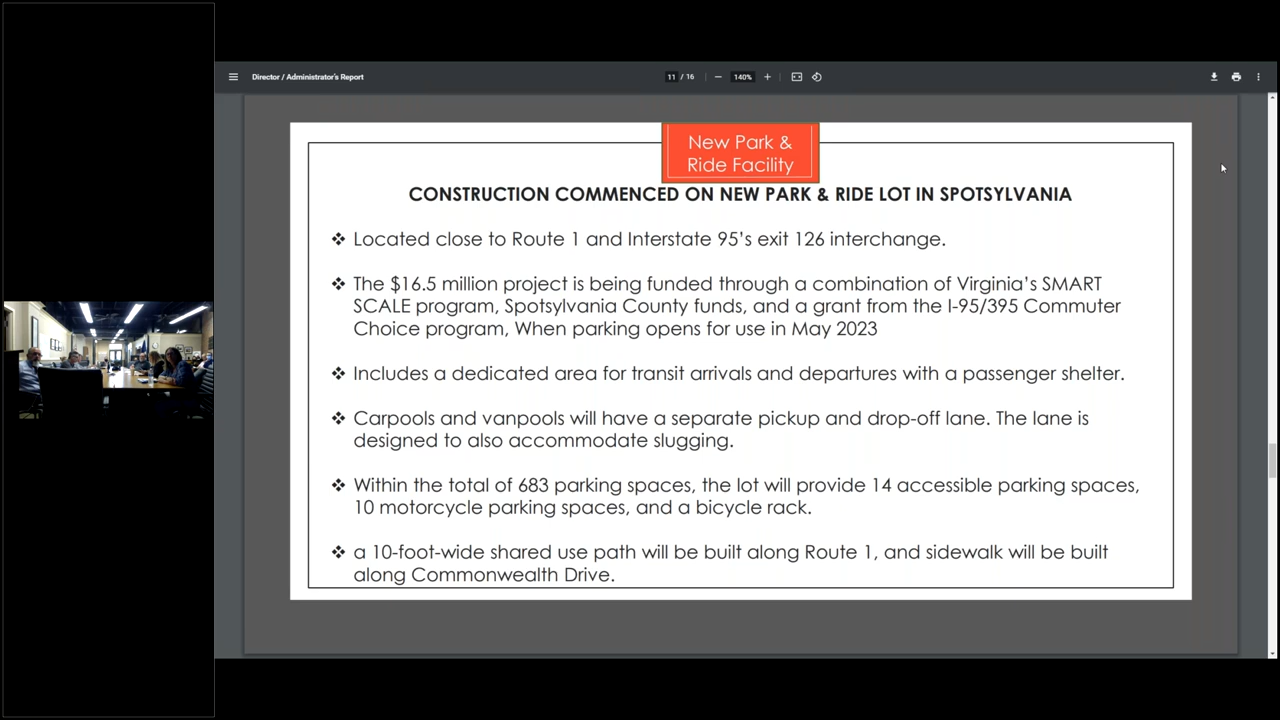 Director / Administrator's Report
11 / 16
140%
New Park &
Ride Facility
CONSTRUCTION COMMENCED ON NEW PARK & RIDE LOT IN SPOTSYLVANIA
❖ Located close to Route 1 and Interstate 95's exit 126 interchange.
❖ The $16.5 million project is being funded through a combination of Virginia's SMART
SCALE program, Spotsylvania County funds, and a grant from the I-95/395 Commuter
Choice program, When parking opens for use in May 2023
❖ Includes a dedicated area for transit arrivals and departures with a passenger shelter.
❖ Carpools and vanpools will have a separate pickup and drop-off lane. The lane is
designed to also accommodate slugging.
❖ Within the total of 683 parking spaces, the lot will provide 14 accessible parking spaces,
10 motorcycle parking spaces, and a bicycle rack.
❖ a 10-foot-wide shared use path will be built along Route 1, and sidewalk will be built
along Commonwealth Drive.